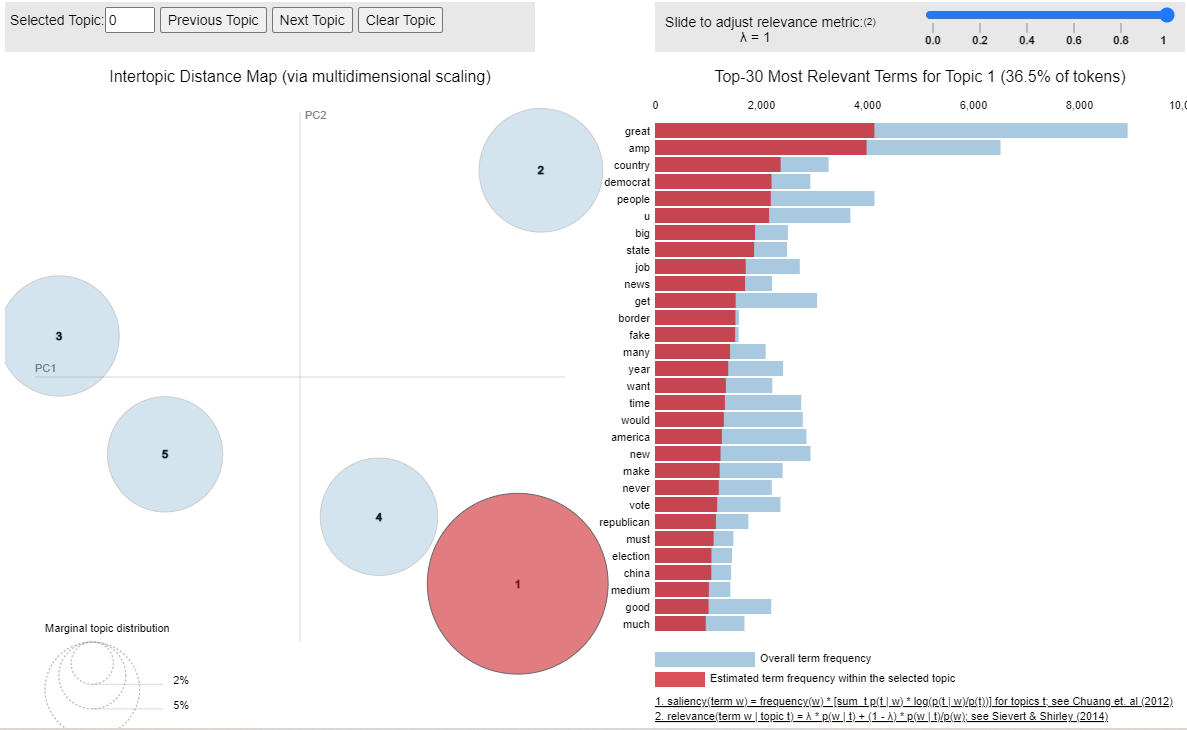 Selected Topic: 0 Previous Topic Next Topic Clear Topic
Slide to adjust relevance metric:(2)
λ = 1
0.0 0.2 0.4 0.6 0.8 1
Intertopic Distance Map (via multidimensional scaling)
PC2
PC1
2
3
5
4
1
Marginal topic distribution
2%
5%
Top-30 Most Relevant Terms for Topic 1 (36.5% of tokens)
0 2,000 4,000 6,000 8,000 10,0
great
amp
country
democrat
people
u
big
state
job
news
get
border
fake
many
year
want
time
would
america
new
make
never
vote
republican
must
election
china
medium
good
much
Overall term frequency
Estimated term frequency within the selected topic
1. saliency(term w) = frequency(w) * [sum_t p(t | w) * log(p(t | w)/p(t))] for topics t; see Chuang et. al (2012)
2. relevance(term w | topic t) = λ * p(w | t) + (1 - λ) * p(w | t)/p(w); see Sievert & Shirley (2014)